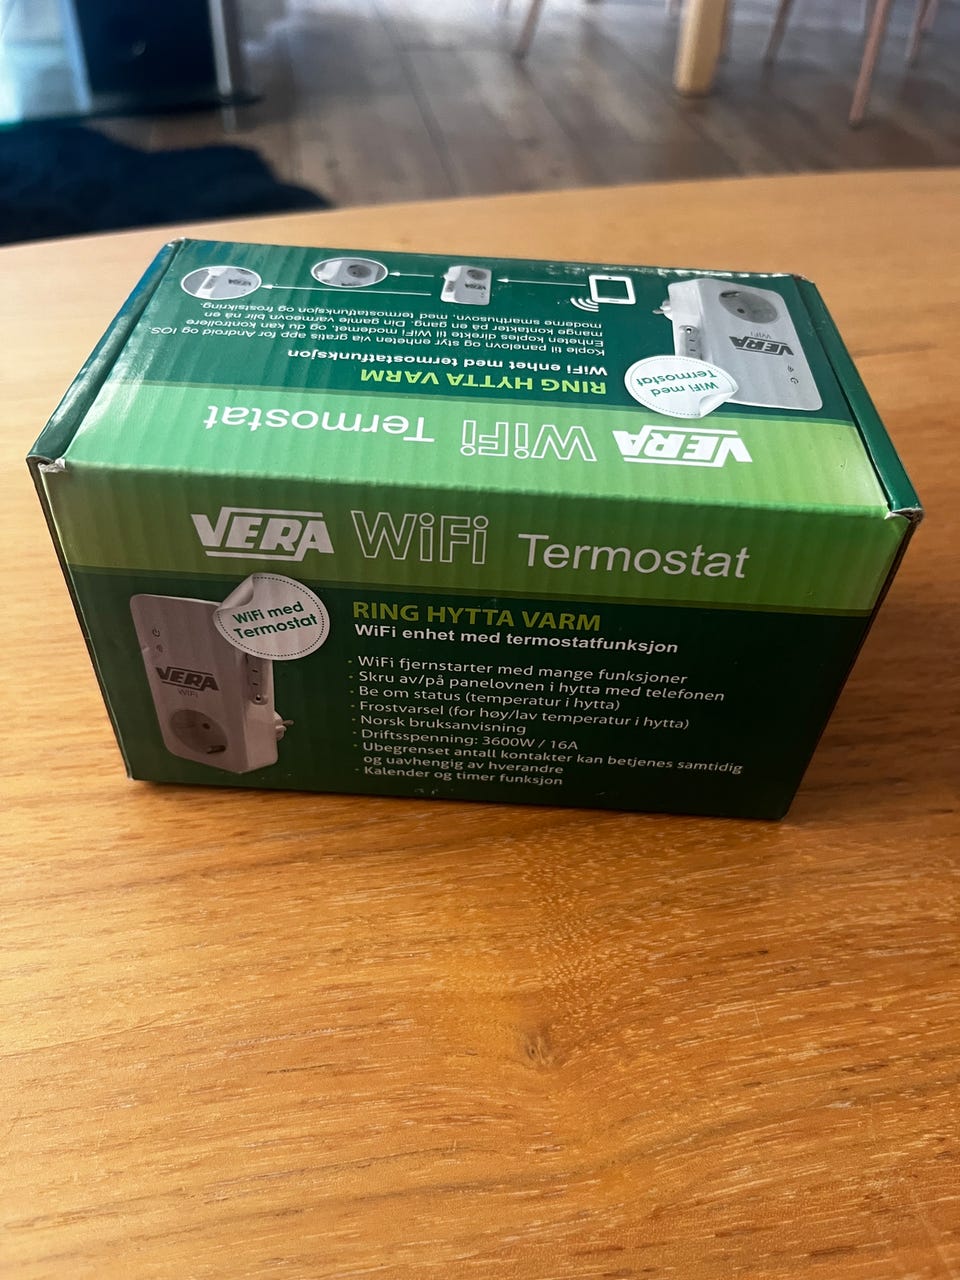 VERA WiFi Termostat
RING HYTTA VARM
WiFi enhet med termostatfunksjon
Kople til panelovn og styr enheten via gratis app for Android og IOS.
Enheten koples direkte til WiFi modemet, og du kan kontrollere
mange kontakter på en gang. Din gamle varmeovn blir nå en
moderne smarthusovn, med termostatfunksjon og frostsikring.
WiFi med
Termostat
VERA
WiFi
VERA
VERA WiFi Termostat
WiFi med
Termostat
VERA
WiFi
RING HYTTA VARM
WiFi enhet med termostatfunksjon
· WiFi fjernstarter med mange funksjoner
· Skru av/på panelovnen i hytta med telefonen
· Be om status (temperatur i hytta)
· Frostvarsel (for høy/lav temperatur i hytta)
· Norsk bruksanvisning
· Driftsspenning: 3600W / 16A
· Ubegrenset antall kontakter kan betjenes samtidig
og uavhengig av hverandre
· Kalender og timer funksjon